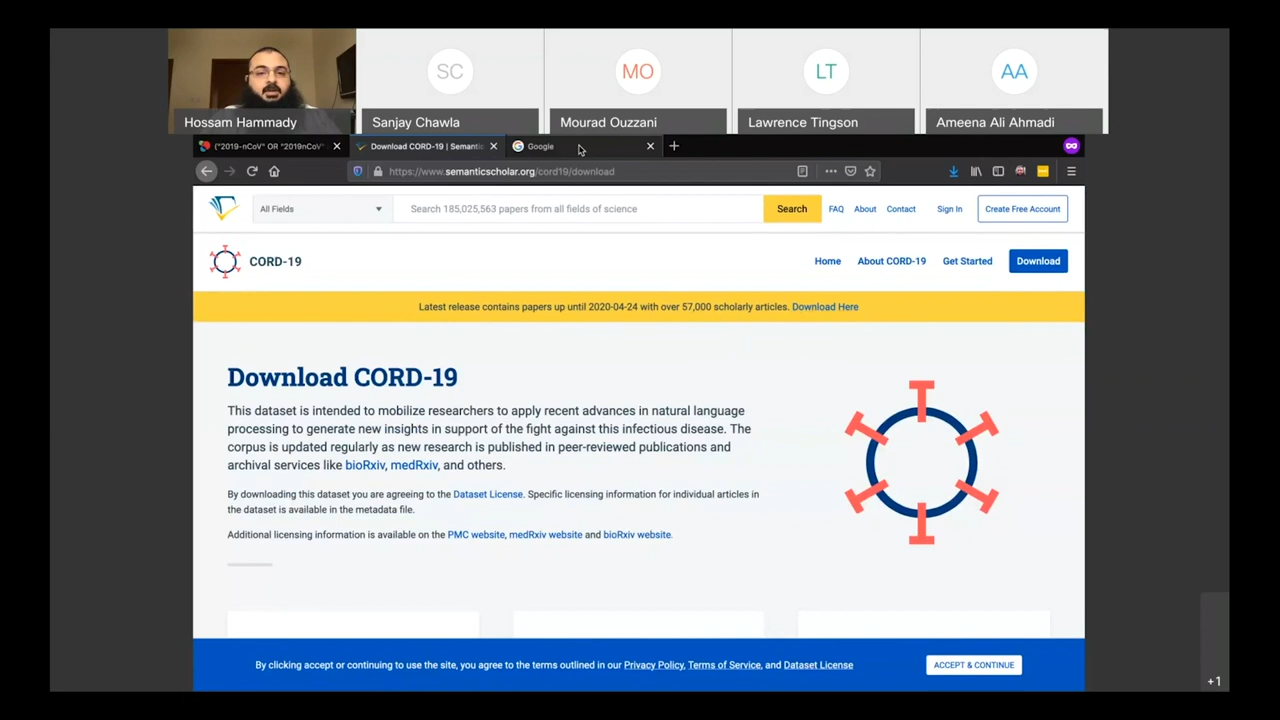 SC
MO
LT
AA
Hossam Hammady
Sanjay Chawla
Mourad Ouzzani
Lawrence Tingson
Ameena Ali Ahmadi
("2019-nCoV" OR "2019nCoV"
Download CORD-19 | Semantic
Google
https://www.semanticscholar.org/cord19/download
All Fields
Search 185,025,563 papers from all fields of science
Search
FAQ
About
Contact
Sign In
Create Free Account
CORD-19
Home
About CORD-19
Get Started
Download
Latest release contains papers up until 2020-04-24 with over 57,000 scholarly articles. Download Here
Download CORD-19
This dataset is intended to mobilize researchers to apply recent advances in natural language
processing to generate new insights in support of the fight against this infectious disease. The
corpus is updated regularly as new research is published in peer-reviewed publications and
archival services like bioRxiv, medRxiv, and others.
By downloading this dataset you are agreeing to the Dataset License. Specific licensing information for individual articles in
the dataset is available in the metadata file.
Additional licensing information is available on the PMC website, medRxiv website and bioRxiv website.
By clicking accept or continuing to use the site, you agree to the terms outlined in our Privacy Policy, Terms of Service, and Dataset License
ACCEPT & CONTINUE
+1